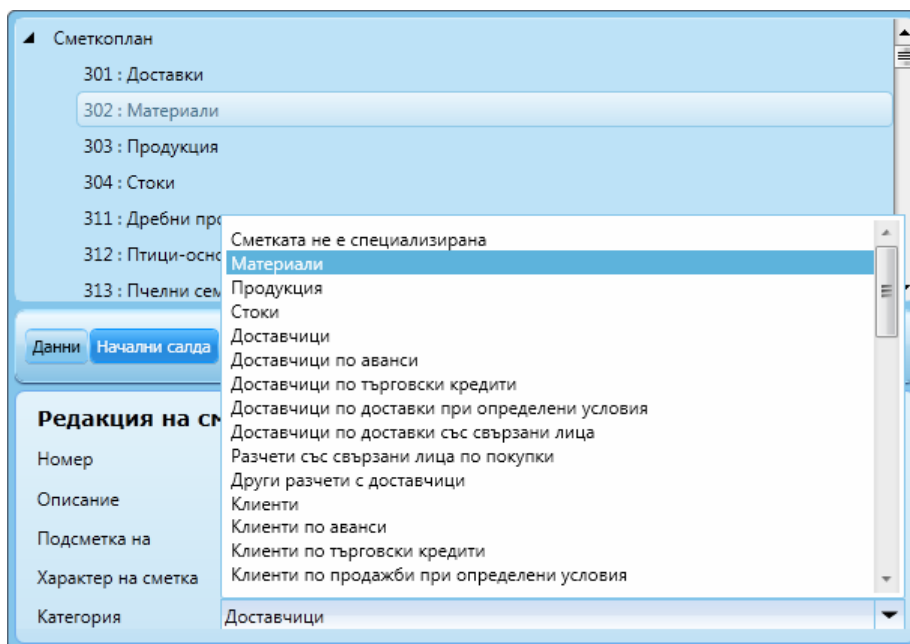 Сметкоплан
301 : Доставки
302 : Материали
303 : Продукция
304 : Стоки
311 : Дребни
312 :
313 : Пчелни
Сметката не е специализирана
Материали
Продукция
Стоки
Доставчици
Доставчици по аванси
Доставчици по търговски кредити
Доставчици по доставки при определени условия
Доставчици по доставки със свързани лица
Разчети със свързани лица по покупки
Други разчети с доставчици
Клиенти
Клиенти по аванси
Клиенти по търговски кредити
Клиенти по продажби при определени условия
Данни Начални салда
Редакция на
Номер
Описание
Подсметка на
Характер на сметка
Категория Доставчици